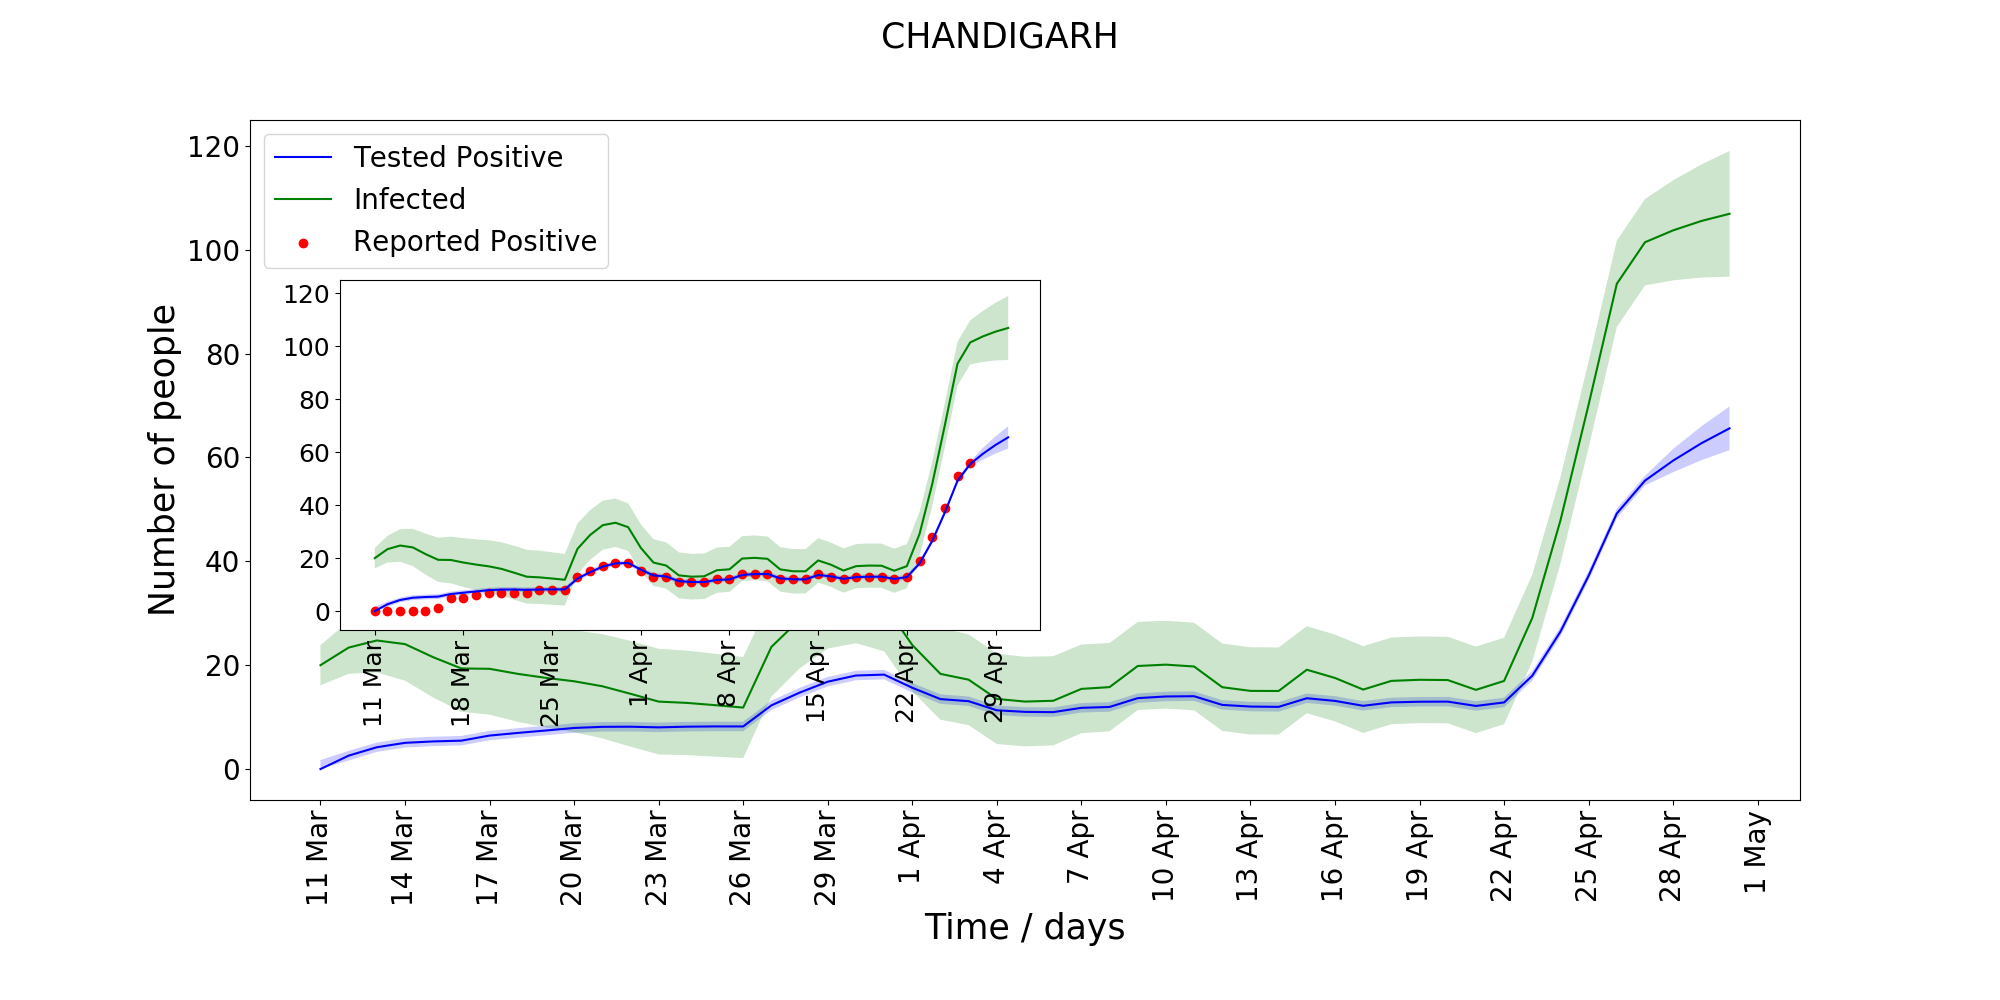 CHANDIGARH
Tested Positive
Infected
Reported Positive
Number of people
120
100
80
60
40
20
0
120
100
80
60
40
20
0
11 Mar
18 Mar
25 Mar
1 Apr
8 Apr
15 Apr
22 Apr
29 Apr
11 Mar
14 Mar
17 Mar
20 Mar
23 Mar
26 Mar
29 Mar
1 Apr
4 Apr
7 Apr
10 Apr
13 Apr
16 Apr
19 Apr
22 Apr
25 Apr
28 Apr
1 May
Time / days